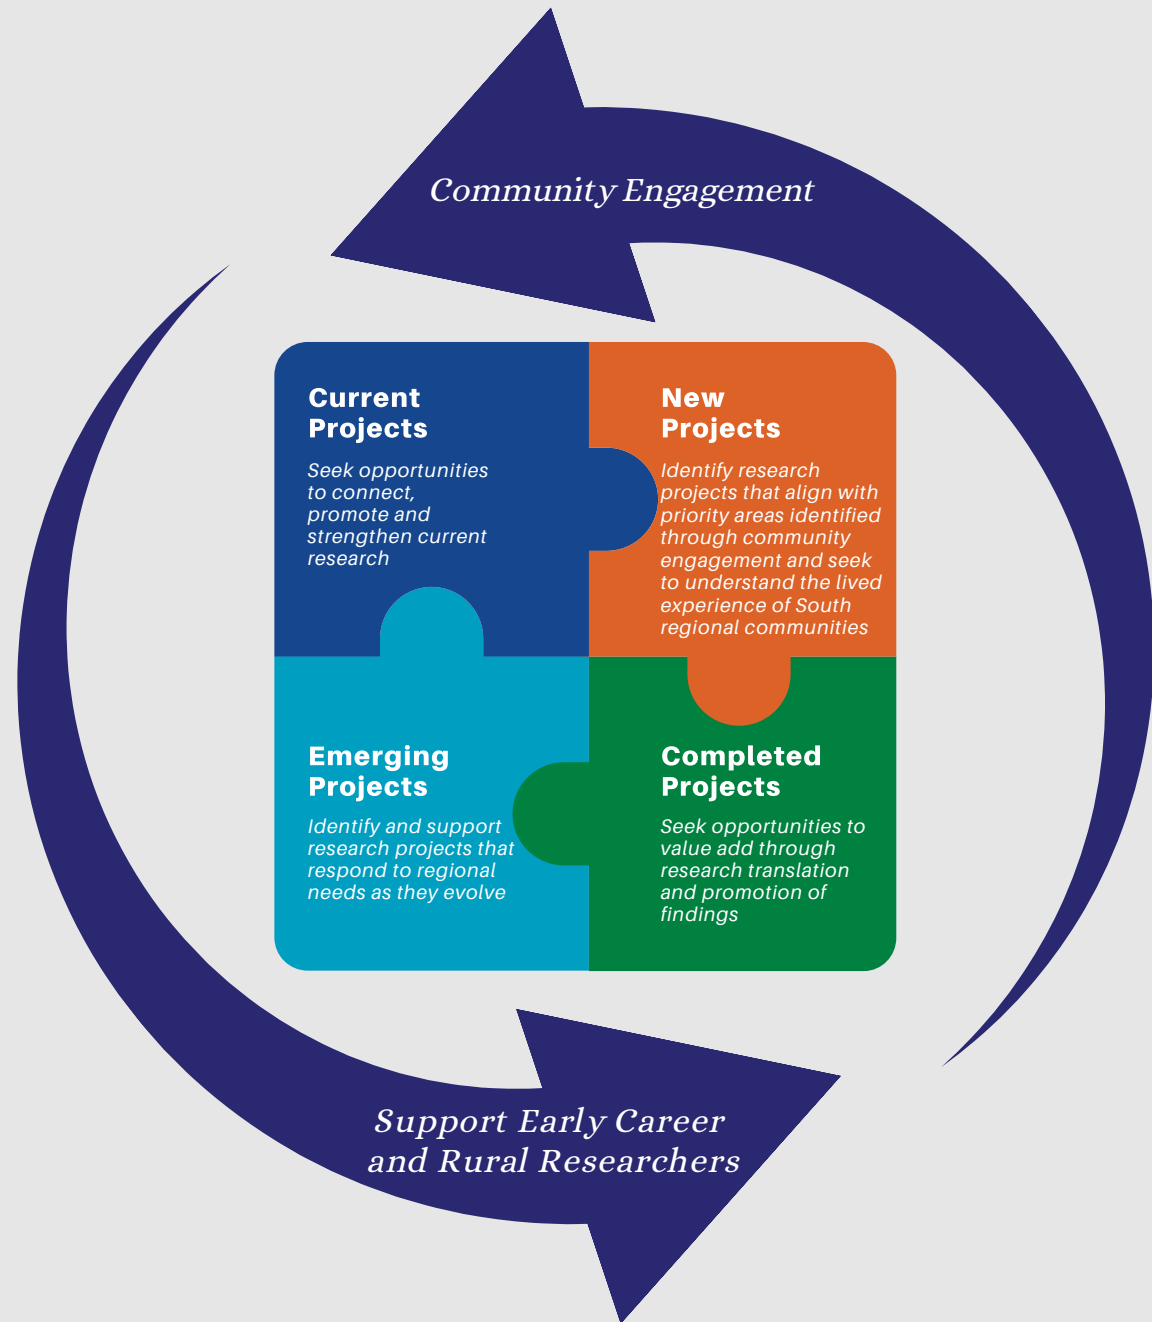 Community Engagement
Current
Projects
Seek opportunities
to connect,
promote and
strengthen current
research
New
Projects
Identify research
projects that align with
priority areas identified
through community
engagement and seek
to understand the lived
experience of South
regional communities
Emerging
Projects
Identify and support
research projects that
respond to regional
needs as they evolve
Completed
Projects
Seek opportunities to
value add through
research translation
and promotion of
findings
Support Early Career
and Rural Researchers